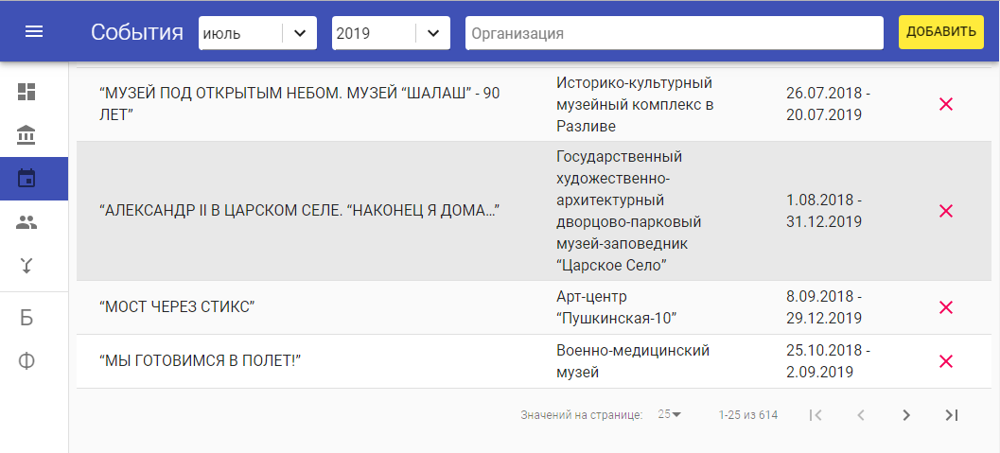 События
июль
2019
Организация
ДОБАВИТЬ
“МУЗЕЙ ПОД ОТКРЫТЫМ НЕБОМ. МУЗЕЙ “ШАЛАШ” - 90
ЛЕТ”
Историко-культурный
музейный комплекс в
Разливе
26.07.2018 -
20.07.2019
“АЛЕКСАНДР II В ЦАРСКОМ СЕЛЕ. “НАКОНЕЦ Я ДОМА…”
Государственный
художественно-
архитектурный
дворцово-парковый
музей-заповедник
“Царское Село”
1.08.2018 -
31.12.2019
“МОСТ ЧЕРЕЗ СТИКС”
Арт-центр
“Пушкинская-10”
8.09.2018 -
29.12.2019
“МЫ ГОТОВИМСЯ В ПОЛЕТ!”
Военно-медицинский
музей
25.10.2018 -
2.09.2019
Б
Ф
Значений на странице:
25
1-25 из 614